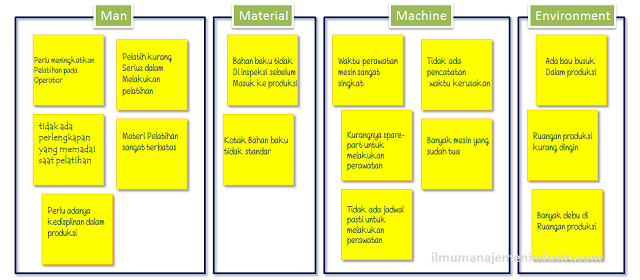 Man
Perlu meningkatkan
Pelatihan pada
Operator
Pelatih kurang
Serius dalam
Melakukan
pelatihan
tidak ada
perlengkapan
yang memadai
saat pelatihan
Materi Pelatihan
sangat terbatas
Perlu adanya
kedisplinan dalam
produksi
Material
Bahan baku tidak
Di inspeksi sebelum
Masuk ke produksi
Kotak Bahan baku
tidak standar
Machine
Waktu perawatan
mesin sangat
singkat
Tidak ada
pencatatan
waktu kerusakan
Kurangnya spare-
part untuk
melakukan
perawatan
Banyak mesin yang
sudah tua
Tidak ada jadwal
pasti untuk
melakukan
perawatan
Environment
Ada bau busuk
Dalam produksi
Ruangan produksi
kurang dingin
Banyak debu di
Ruangan produksi
ilmumanajemenindustri.com